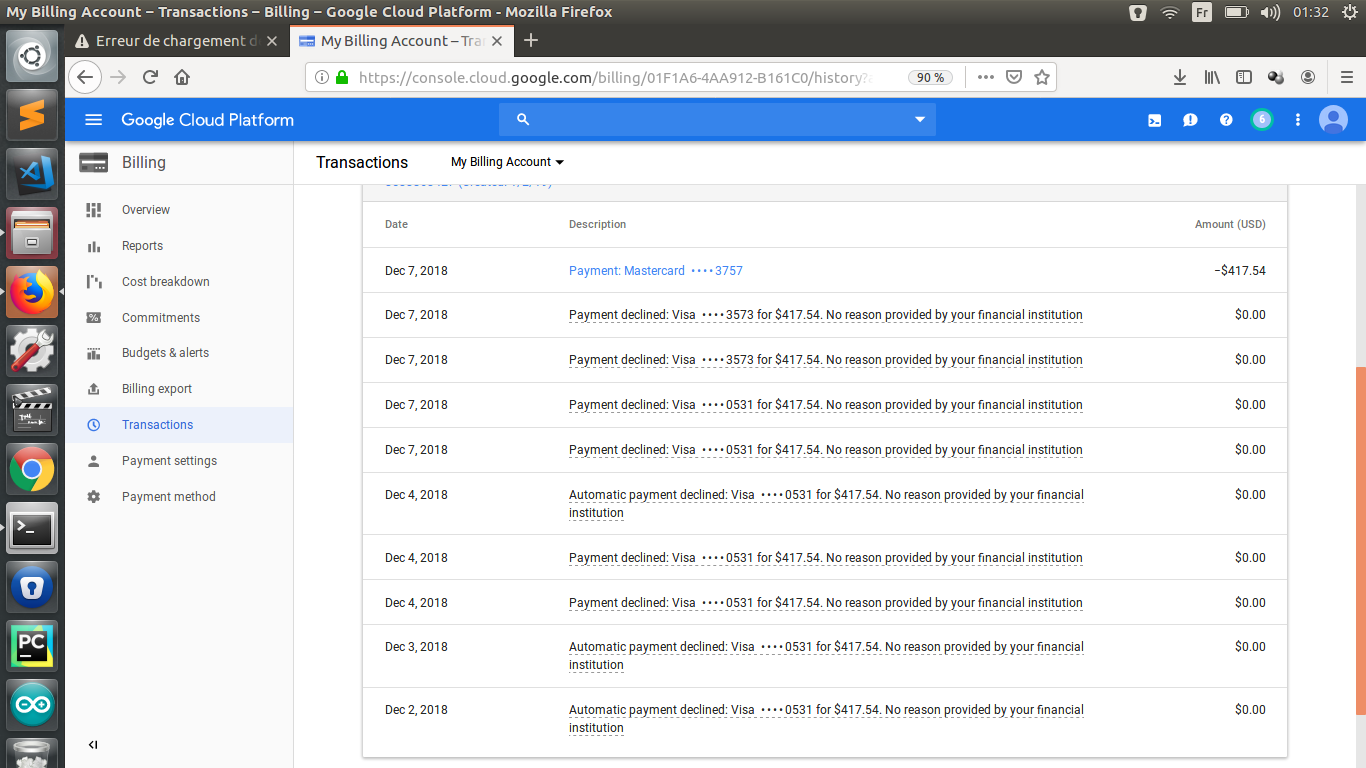 My Billing Account – Transactions – Billing – Google Cloud Platform - Mozilla Firefox
Fr
01:32
Erreur de chargement d
My Billing Account – Tra
https://console.cloud.google.com/billing/01F1A6-4AA912-B161C0/history?
90 %
Google Cloud Platform
6
Billing
Transactions
My Billing Account
Overview
Reports
Cost breakdown
Commitments
Budgets & alerts
Billing export
Transactions
Payment settings
Payment method
Date Description Amount (USD)
Dec 7, 2018 Payment: Mastercard ••••3757 −$417.54
Dec 7, 2018 Payment declined: Visa ••••3573 for $417.54. No reason provided by your financial institution $0.00
Dec 7, 2018 Payment declined: Visa ••••3573 for $417.54. No reason provided by your financial institution $0.00
Dec 7, 2018 Payment declined: Visa ••••0531 for $417.54. No reason provided by your financial institution $0.00
Dec 7, 2018 Payment declined: Visa ••••0531 for $417.54. No reason provided by your financial institution $0.00
Dec 4, 2018 Automatic payment declined: Visa ••••0531 for $417.54. No reason provided by your financial $0.00
institution
Dec 4, 2018 Payment declined: Visa ••••0531 for $417.54. No reason provided by your financial institution $0.00
Dec 4, 2018 Payment declined: Visa ••••0531 for $417.54. No reason provided by your financial institution $0.00
Dec 3, 2018 Automatic payment declined: Visa ••••0531 for $417.54. No reason provided by your financial $0.00
institution
Dec 2, 2018 Automatic payment declined: Visa ••••0531 for $417.54. No reason provided by your financial $0.00
institution
PC